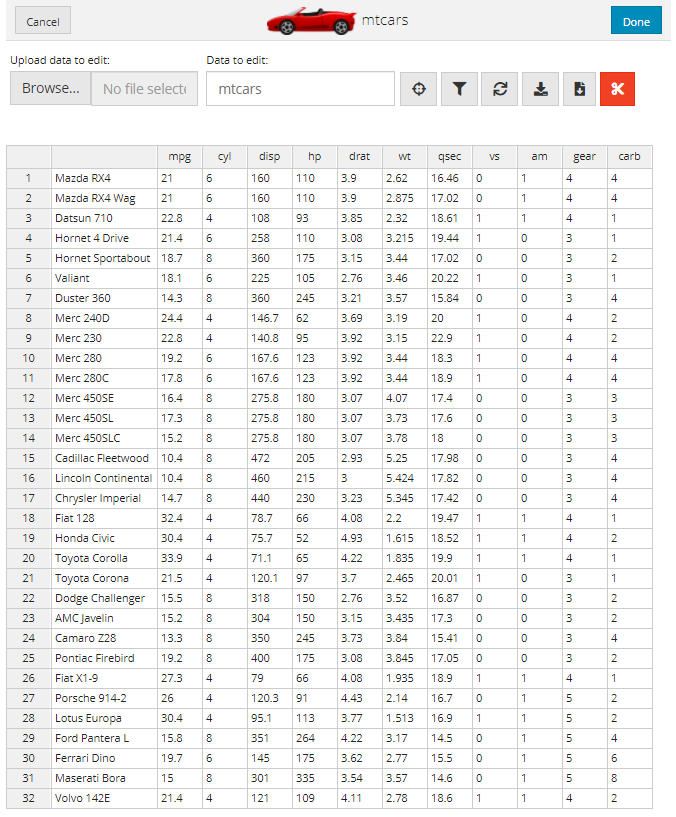 Cancel mtcars Done
Upload data to edit: Data to edit:
Browse... No file selecte mtcars
mpg cyl disp hp drat wt qsec vs am gear carb
1 Mazda RX4 21 6 160 110 3.9 2.62 16.46 0 1 4 4
2 Mazda RX4 Wag 21 6 160 110 3.9 2.875 17.02 0 1 4 4
3 Datsun 710 22.8 4 108 93 3.85 2.32 18.61 1 1 4 1
4 Hornet 4 Drive 21.4 6 258 110 3.08 3.215 19.44 1 0 3 1
5 Hornet Sportabout 18.7 8 360 175 3.15 3.44 17.02 0 0 3 2
6 Valiant 18.1 6 225 105 2.76 3.46 20.22 1 0 3 1
7 Duster 360 14.3 8 360 245 3.21 3.57 15.84 0 0 3 4
8 Merc 240D 24.4 4 146.7 62 3.69 3.19 20 1 0 4 2
9 Merc 230 22.8 4 140.8 95 3.92 3.15 22.9 1 0 4 2
10 Merc 280 19.2 6 167.6 123 3.92 3.44 18.3 1 0 4 4
11 Merc 280C 17.8 6 167.6 123 3.92 3.44 18.9 1 0 4 4
12 Merc 450SE 16.4 8 275.8 180 3.07 4.07 17.4 0 0 3 3
13 Merc 450SL 17.3 8 275.8 180 3.07 3.73 17.6 0 0 3 3
14 Merc 450SLC 15.2 8 275.8 180 3.07 3.78 18 0 0 3 3
15 Cadillac Fleetwood 10.4 8 472 205 2.93 5.25 17.98 0 0 3 4
16 Lincoln Continental 10.4 8 460 215 3 5.424 17.82 0 0 3 4
17 Chrysler Imperial 14.7 8 440 230 3.23 5.345 17.42 0 0 3 4
18 Fiat 128 32.4 4 78.7 66 4.08 2.2 19.47 1 1 4 1
19 Honda Civic 30.4 4 75.7 52 4.93 1.615 18.52 1 1 4 2
20 Toyota Corolla 33.9 4 71.1 65 4.22 1.835 19.9 1 1 4 1
21 Toyota Corona 21.5 4 120.1 97 3.7 2.465 20.01 1 0 3 1
22 Dodge Challenger 15.5 8 318 150 2.76 3.52 16.87 0 0 3 2
23 AMC Javelin 15.2 8 304 150 3.15 3.435 17.3 0 0 3 2
24 Camaro Z28 13.3 8 350 245 3.73 3.84 15.41 0 0 3 4
25 Pontiac Firebird 19.2 8 400 175 3.08 3.845 17.05 0 0 3 2
26 Fiat X1-9 27.3 4 79 66 4.08 1.935 18.9 1 1 4 1
27 Porsche 914-2 26 4 120.3 91 4.43 2.14 16.7 0 1 5 2
28 Lotus Europa 30.4 4 95.1 113 3.77 1.513 16.9 1 1 5 2
29 Ford Pantera L 15.8 8 351 264 4.22 3.17 14.5 0 1 5 4
30 Ferrari Dino 19.7 6 145 175 3.62 2.77 15.5 0 1 5 6
31 Maserati Bora 15 8 301 335 3.54 3.57 14.6 0 1 5 8
32 Volvo 142E 21.4 4 121 109 4.11 2.78 18.6 1 1 4 2